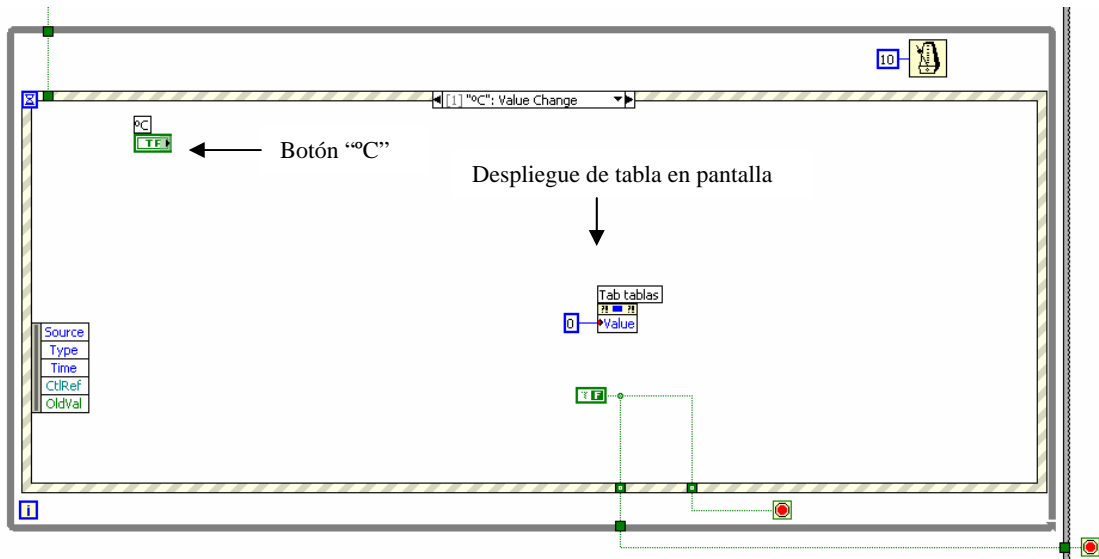 10
[1] "ºC": Value Change
ºC
TF
Botón “ºC”
Despliegue de tabla en pantalla
Tab tablas
?! ?!
0
Value
Source
Type
Time
CtlRef
OldVal
T F
i